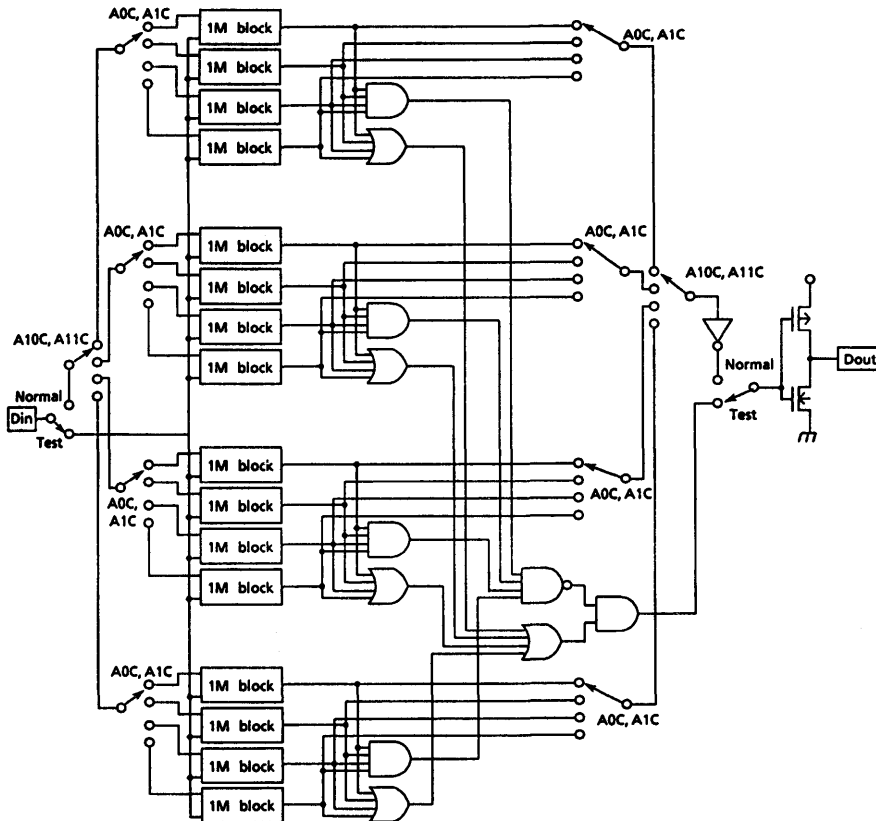 A0C, A1C
1M block
1M block
1M block
1M block
A0C, A1C
A0C, A1C
1M block
1M block
1M block
1M block
A0C, A1C
A10C, A11C
A10C, A11C
Normal
Din
Test
Normal
Test
Dout
1M block
1M block
1M block
1M block
A0C,
A1C
A0C, A1C
A0C, A1C
1M block
1M block
1M block
1M block
A0C, A1C